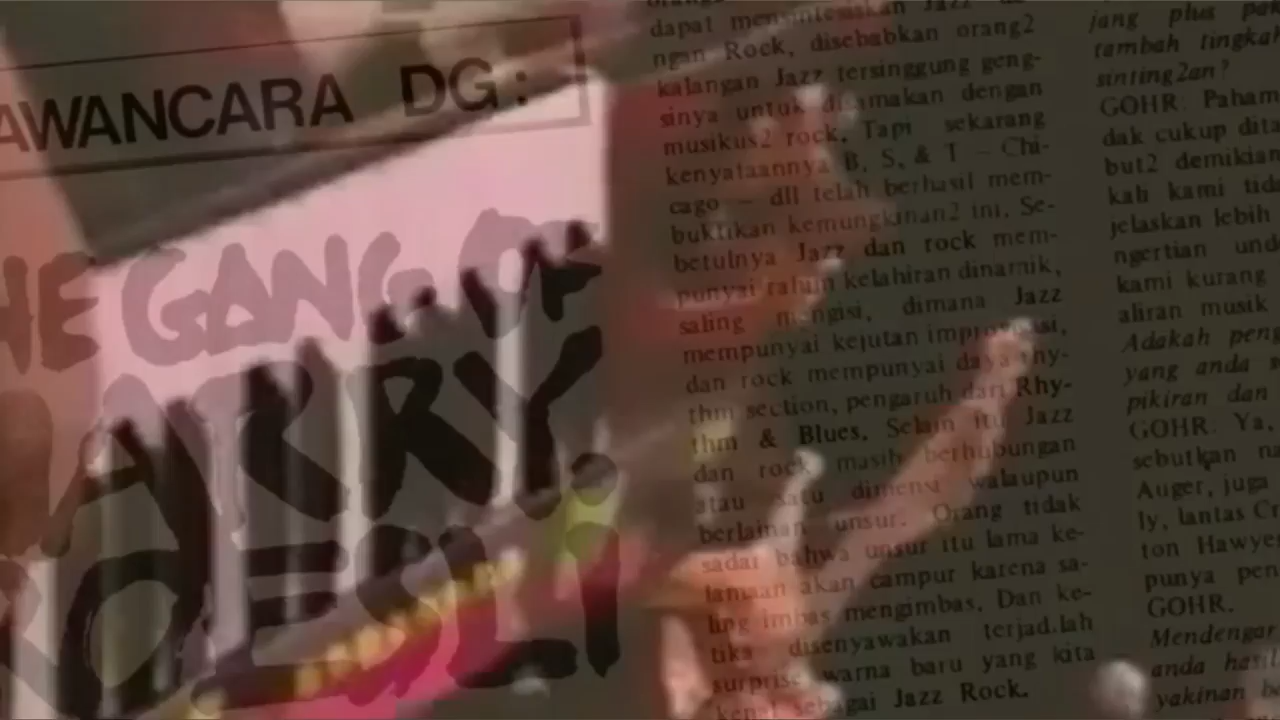 AWANCARA DG:
HE GANG OF
HARRY
ROESLI
dapat mensintesakan Jazz de-
ngan Rock, disebabkan orang2
kalangan Jazz tersinggung geng-
sinya untuk disamakan dengan
musikus2 rock. Tapi sekarang
kenyataannya B, S, & T – Chi-
cago – dll telah berhasil mem-
buktikan kemungkinan2 ini. Se-
betulnya Jazz dan rock mem-
punyai rahim kelahiran dinamik,
saling mengisi, dimana Jazz
mempunyai kejutan improvisasi,
dan rock mempunyai daya rhy-
thm section, pengaruh dari Rhy-
thm & Blues. Selain itu Jazz
dan rock masih berhubungan
atau satu dimensi walaupun
berlainan unsur. Orang tidak
sadar bahwa unsur itu lama ke-
lamaan akan campur karena sa-
ling imbas mengimbas. Dan ke-
tika disenyawakan terjad.lah
surprise warna baru yang kita
kenal sebagai Jazz Rock.
jang plus pak
tambah tingkah
sinting2an?
GOHR. Paham
dak cukup dita
but2 demikian
kali kami tid
jelaskan lebih
ngertian und
kami kurang
aliran musik
Adakah peng
yang anda s
pikiran dan
GOHR. Ya,
sebutkan na
Auger, juga
ly, lantas Cr
ton Hawyes
punya pen
GOHR.
Mendengar
anda hasil
yakinan b